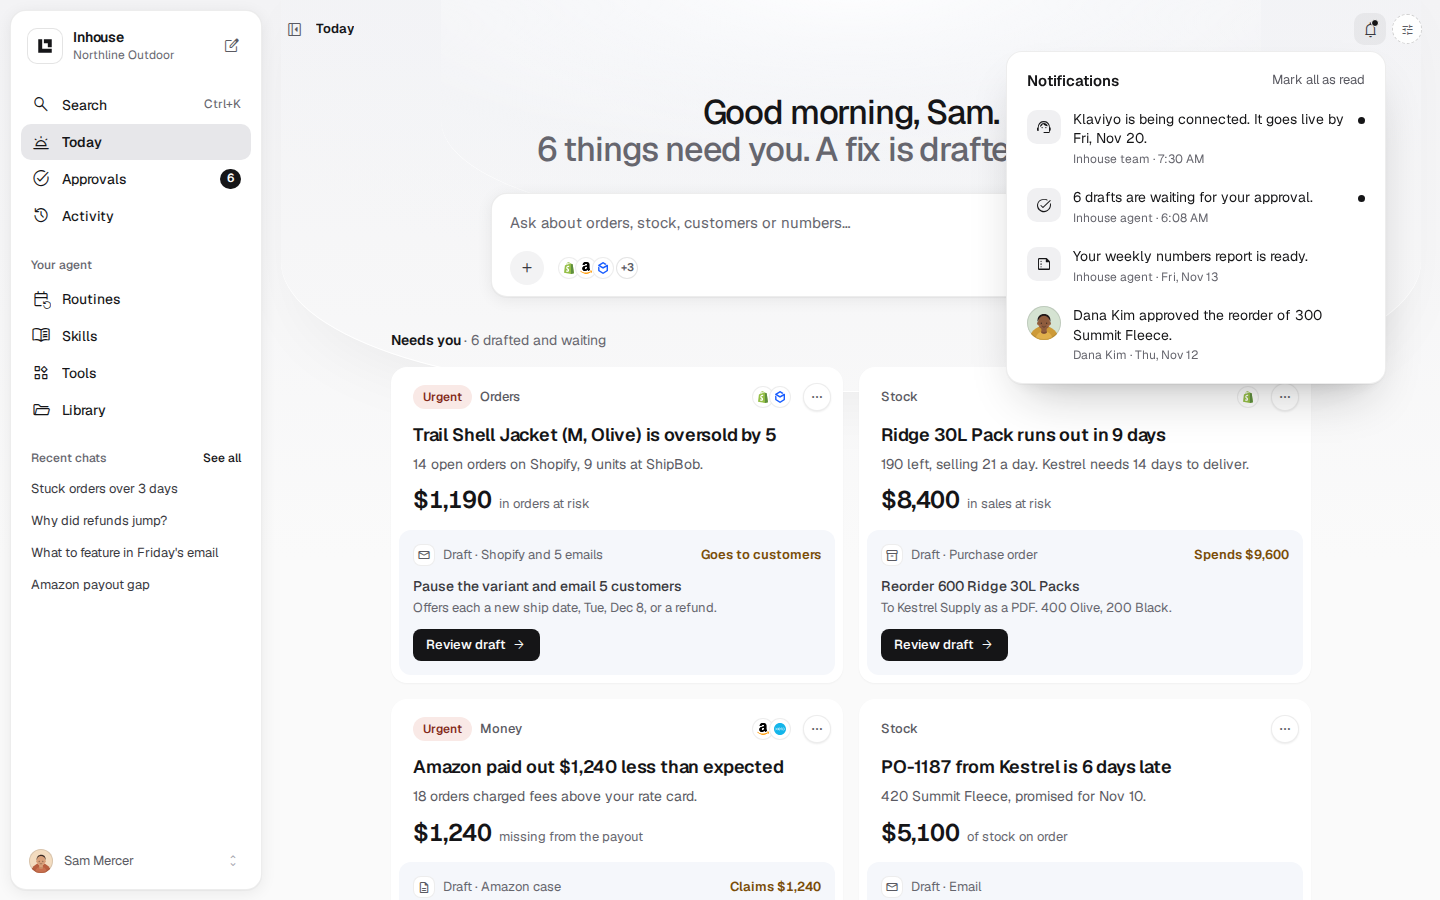 Inhouse
Northline Outdoor
Search
Ctrl+K
Today
Approvals
6
Activity
Your agent
Routines
Skills
Tools
Library
Recent chats
See all
Stuck orders over 3 days
Why did refunds jump?
What to feature in Friday's email
Amazon payout gap
Sam Mercer
Today
Good morning, Sam.
6 things need you. A fix is drafte
Ask about orders, stock, customers or numbers...
+3
Notifications
Mark all as read
Klaviyo is being connected. It goes live by
Fri, Nov 20.
Inhouse team · 7:30 AM
6 drafts are waiting for your approval.
Inhouse agent · 6:08 AM
Your weekly numbers report is ready.
Inhouse agent · Fri, Nov 13
Dana Kim approved the reorder of 300
Summit Fleece.
Dana Kim · Thu, Nov 12
Needs you · 6 drafted and waiting
Urgent
Orders
Trail Shell Jacket (M, Olive) is oversold by 5
14 open orders on Shopify, 9 units at ShipBob.
$1,190 in orders at risk
Draft · Shopify and 5 emails
Goes to customers
Pause the variant and email 5 customers
Offers each a new ship date, Tue, Dec 8, or a refund.
Review draft
Stock
Ridge 30L Pack runs out in 9 days
190 left, selling 21 a day. Kestrel needs 14 days to deliver.
$8,400 in sales at risk
Draft · Purchase order
Spends $9,600
Reorder 600 Ridge 30L Packs
To Kestrel Supply as a PDF. 400 Olive, 200 Black.
Review draft
Urgent
Money
Amazon paid out $1,240 less than expected
18 orders charged fees above your rate card.
$1,240 missing from the payout
Draft · Amazon case
Claims $1,240
Stock
PO-1187 from Kestrel is 6 days late
420 Summit Fleece, promised for Nov 10.
$5,100 of stock on order
Draft · Email